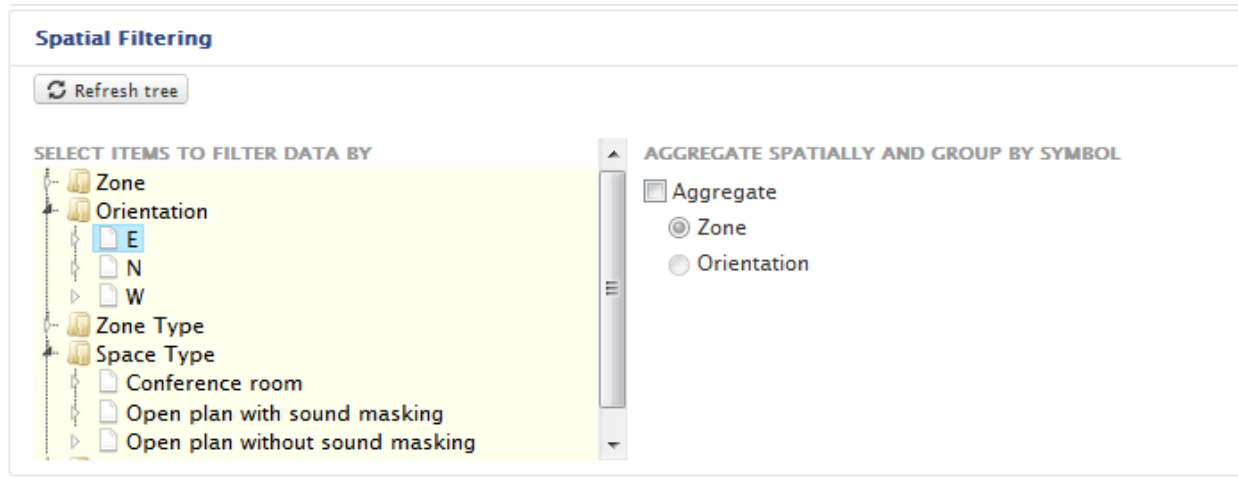 Spatial Filtering
Refresh tree
SELECT ITEMS TO FILTER DATA BY
Zone
Orientation
E
N
W
Zone Type
Space Type
Conference room
Open plan with sound masking
Open plan without sound masking
AGGREGATE SPATIALLY AND GROUP BY SYMBOL
Aggregate
Zone
Orientation